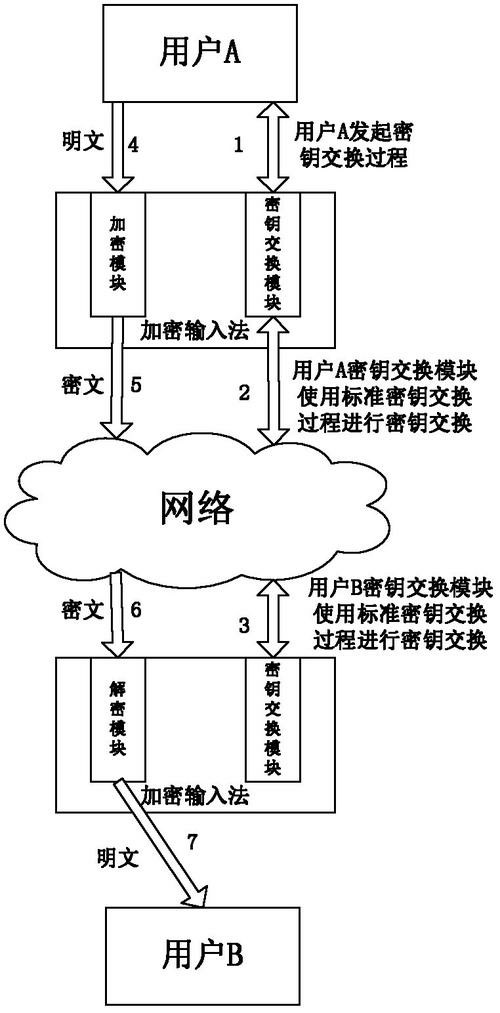 用户A
明文
4
1
用户A发起密
钥交换过程
加密模块
密钥交换模块
加密输入法
密文
5
2
用户A密钥交换模块
使用标准密钥交换
过程进行密钥交换
网络
密文
6
3
用户B密钥交换模块
使用标准密钥交换
过程进行密钥交换
解密模块
密钥交换模块
加密输入法
明文
7
用户B